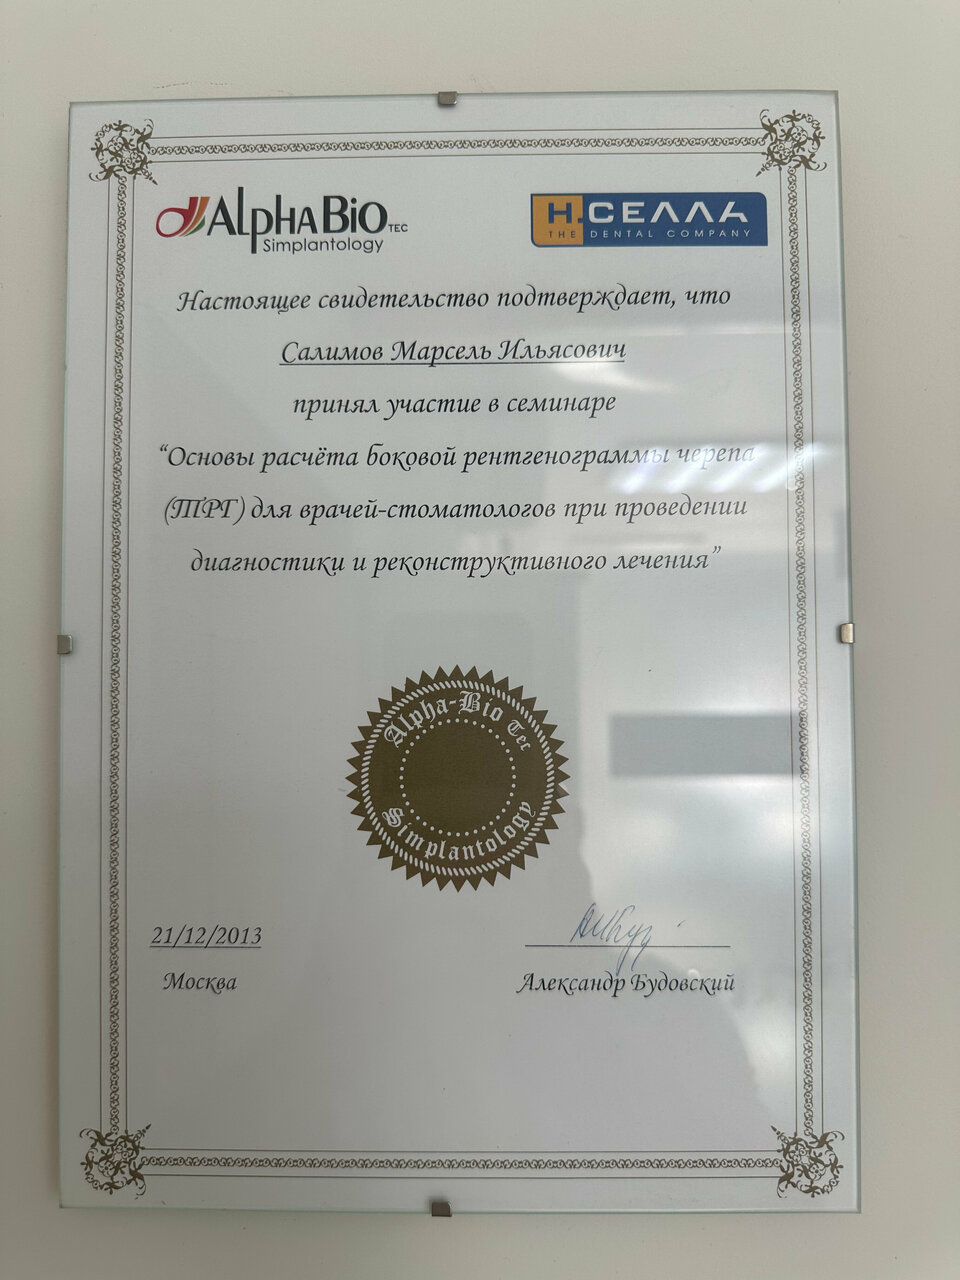 AlphaBio TEC
Simplantology
Н.СЕЛЛА
THE DENTAL COMPANY
Настоящее свидетельство подтверждает, что
Салимов Марсель Ильясович
принял участие в семинаре
“Основы расчёта боковой рентгенограммы черепа
(ТРГ) для врачей-стоматологов при проведении
диагностики и реконструктивного лечения”
Alpha-Bio Tec
Simplantology
21/12/2013
Москва
Александр Будовский